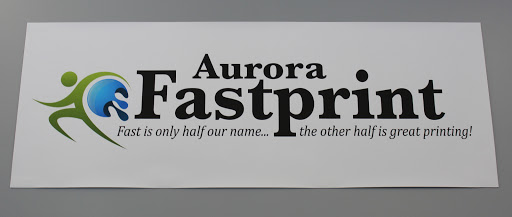 Aurora
Fastprint
Fast is only half our name... the other half is great printing!